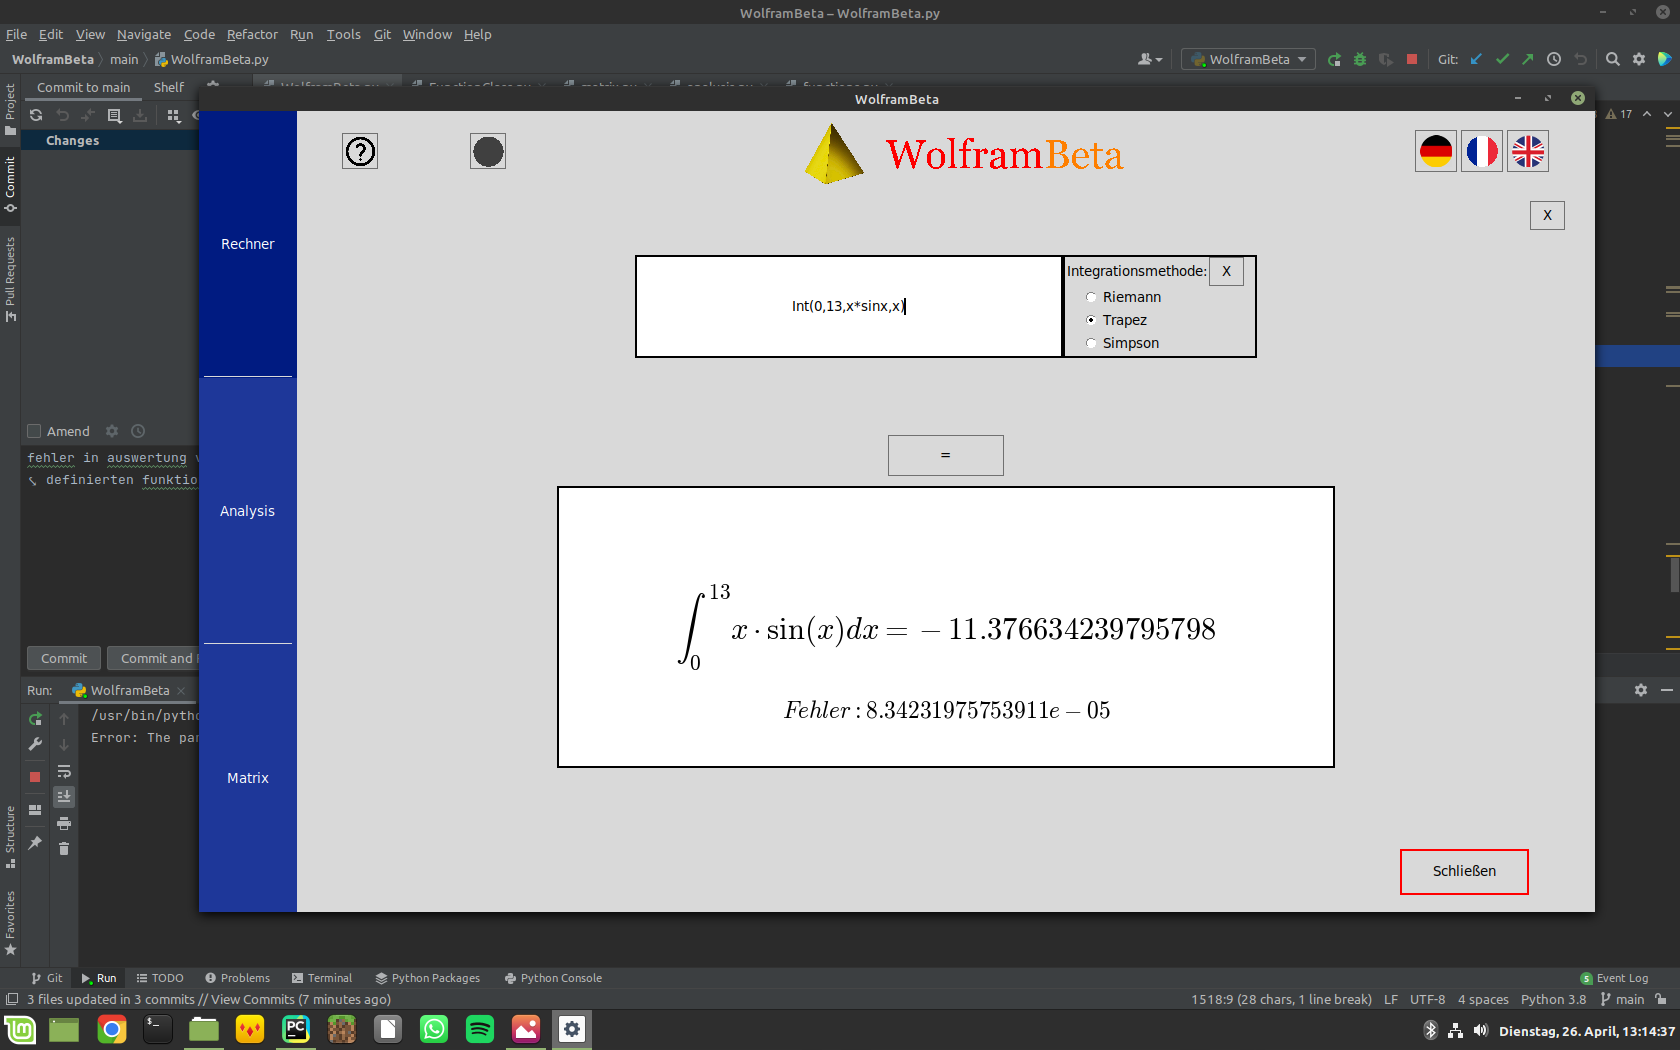 WolframBeta – WolframBeta.py
File Edit View Navigate Code Refactor Run Tools Git Window Help
WolframBeta main WolframBeta.py
WolframBeta Git:
Commit to main Shelf
WolframBeta
17
Project
Changes
Commit
Pull Requests
WolframBeta
X
Rechner
Analysis
Matrix
Int(0,13,x*sinx,x)
Integrationsmethode: X
Riemann
Trapez
Simpson
=
∫₀¹³ x · sin(x)dx = − 11.376634239795798
Fehler : 8.34231975753911e − 05
Schließen
Amend
fehler in auswertung
definierten funktio
Commit Commit and
Run: WolframBeta
/usr/bin/pytho
Error: The par
Structure
Favorites
Git Run TODO Problems Terminal Python Packages Python Console
5 Event Log
3 files updated in 3 commits // View Commits (7 minutes ago)
1518:9 (28 chars, 1 line break) LF UTF-8 4 spaces Python 3.8 main
PC
Dienstag, 26. April, 13:14:37